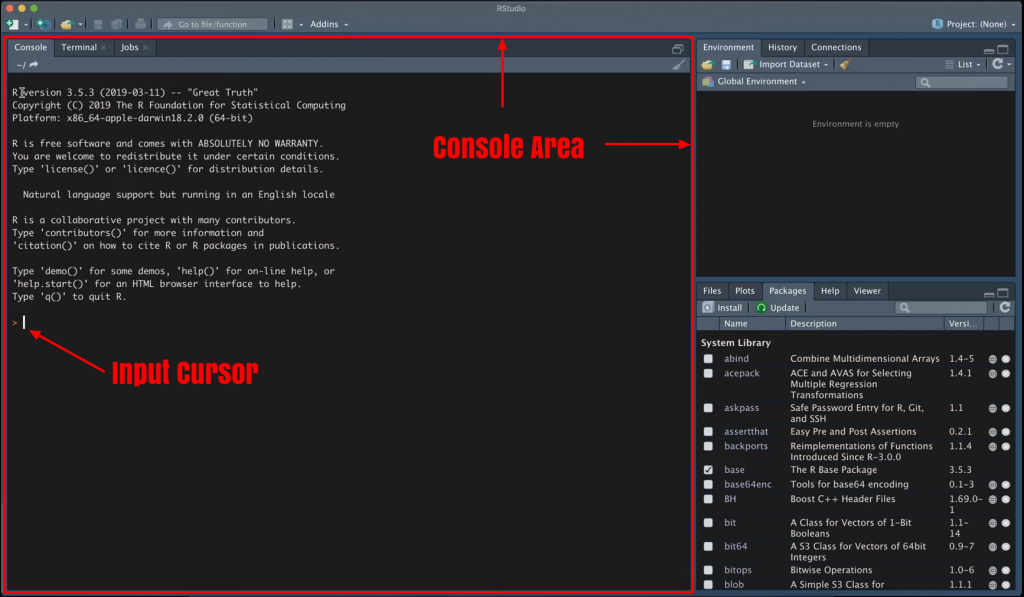 RStudio
Go to file/function
Addins
Project: (None)
Console Terminal Jobs
~/
R version 3.5.3 (2019-03-11) -- "Great Truth"
Copyright (C) 2019 The R Foundation for Statistical Computing
Platform: x86_64-apple-darwin18.2.0 (64-bit)
R is free software and comes with ABSOLUTELY NO WARRANTY.
You are welcome to redistribute it under certain conditions.
Type 'license()' or 'licence()' for distribution details.
Natural language support but running in an English locale
R is a collaborative project with many contributors.
Type 'contributors()' for more information and
'citation()' on how to cite R or R packages in publications.
Type 'demo()' for some demos, 'help()' for on-line help, or
'help.start()' for an HTML browser interface to help.
Type 'q()' to quit R.
>
Console Area
Input Cursor
Environment History Connections
Import Dataset List
Global Environment
Environment is empty
Files Plots Packages Help Viewer
Install Update
Name Description Versi...
System Library
abind Combine Multidimensional Arrays 1.4-5
acepack ACE and AVAS for Selecting 1.4.1
Multiple Regression
Transformations
askpass Safe Password Entry for R, Git, 1.1
and SSH
assertthat Easy Pre and Post Assertions 0.2.1
backports Reimplementations of Functions 1.1.4
Introduced Since R-3.0.0
base The R Base Package 3.5.3
base64enc Tools for base64 encoding 0.1-3
BH Boost C++ Header Files 1.69.0-
1
bit A Class for Vectors of 1-Bit 1.1-
Booleans 14
bit64 A S3 Class for Vectors of 64bit 0.9-7
Integers
bitops Bitwise Operations 1.0-6
blob A Simple S3 Class for 1.1.1